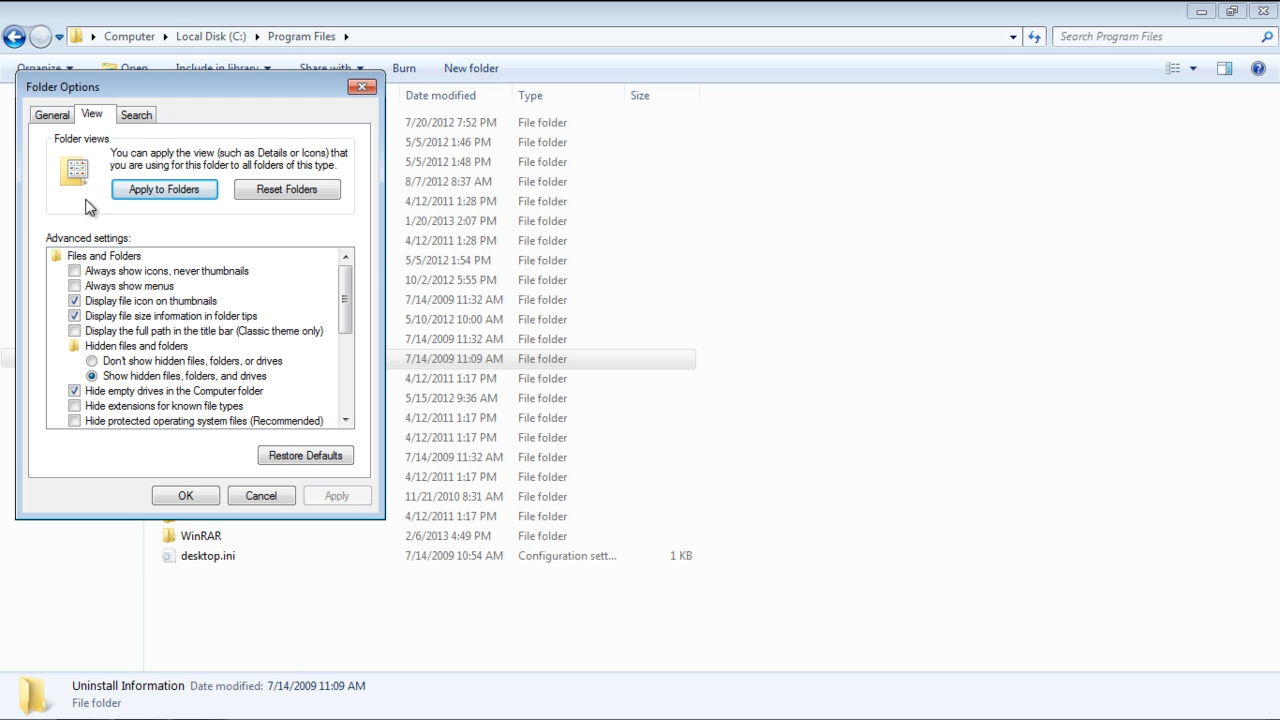 Computer Local Disk (C:) Program Files Search Program Files
Organize Open Include in library Share with Burn New folder
Folder Options
General View Search
Folder views
You can apply the view (such as Details or Icons) that
you are using for this folder to all folders of this type.
Apply to Folders Reset Folders
Advanced settings:
Files and Folders
Always show icons, never thumbnails
Always show menus
Display file icon on thumbnails
Display file size information in folder tips
Display the full path in the title bar (Classic theme only)
Hidden files and folders
Don't show hidden files, folders, or drives
Show hidden files, folders, and drives
Hide empty drives in the Computer folder
Hide extensions for known file types
Hide protected operating system files (Recommended)
Restore Defaults
OK Cancel Apply
Date modified Type Size
7/20/2012 7:52 PM File folder
5/5/2012 1:46 PM File folder
5/5/2012 1:48 PM File folder
8/7/2012 8:37 AM File folder
4/12/2011 1:28 PM File folder
1/20/2013 2:07 PM File folder
4/12/2011 1:28 PM File folder
5/5/2012 1:54 PM File folder
10/2/2012 5:55 PM File folder
7/14/2009 11:32 AM File folder
5/10/2012 10:00 AM File folder
7/14/2009 11:32 AM File folder
7/14/2009 11:09 AM File folder
4/12/2011 1:17 PM File folder
5/15/2012 9:36 AM File folder
4/12/2011 1:17 PM File folder
4/12/2011 1:17 PM File folder
7/14/2009 11:32 AM File folder
4/12/2011 1:17 PM File folder
11/21/2010 8:31 AM File folder
4/12/2011 1:17 PM File folder
WinRAR 2/6/2013 4:49 PM File folder
desktop.ini 7/14/2009 10:54 AM Configuration sett... 1 KB
Uninstall Information Date modified: 7/14/2009 11:09 AM
File folder